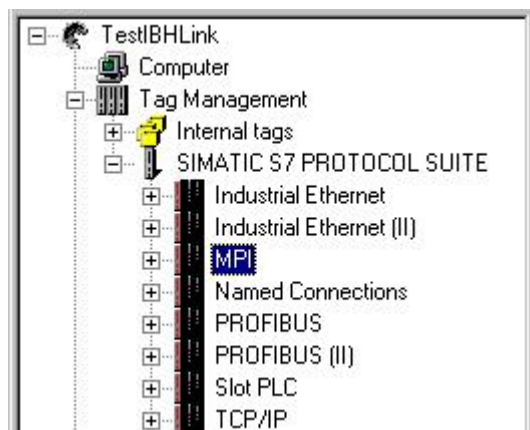 TestIBHLink
Computer
Tag Management
Internal tags
SIMATIC S7 PROTOCOL SUITE
Industrial Ethernet
Industrial Ethernet (II)
MPI
Named Connections
PROFIBUS
PROFIBUS (II)
Slot PLC
TCP/IP